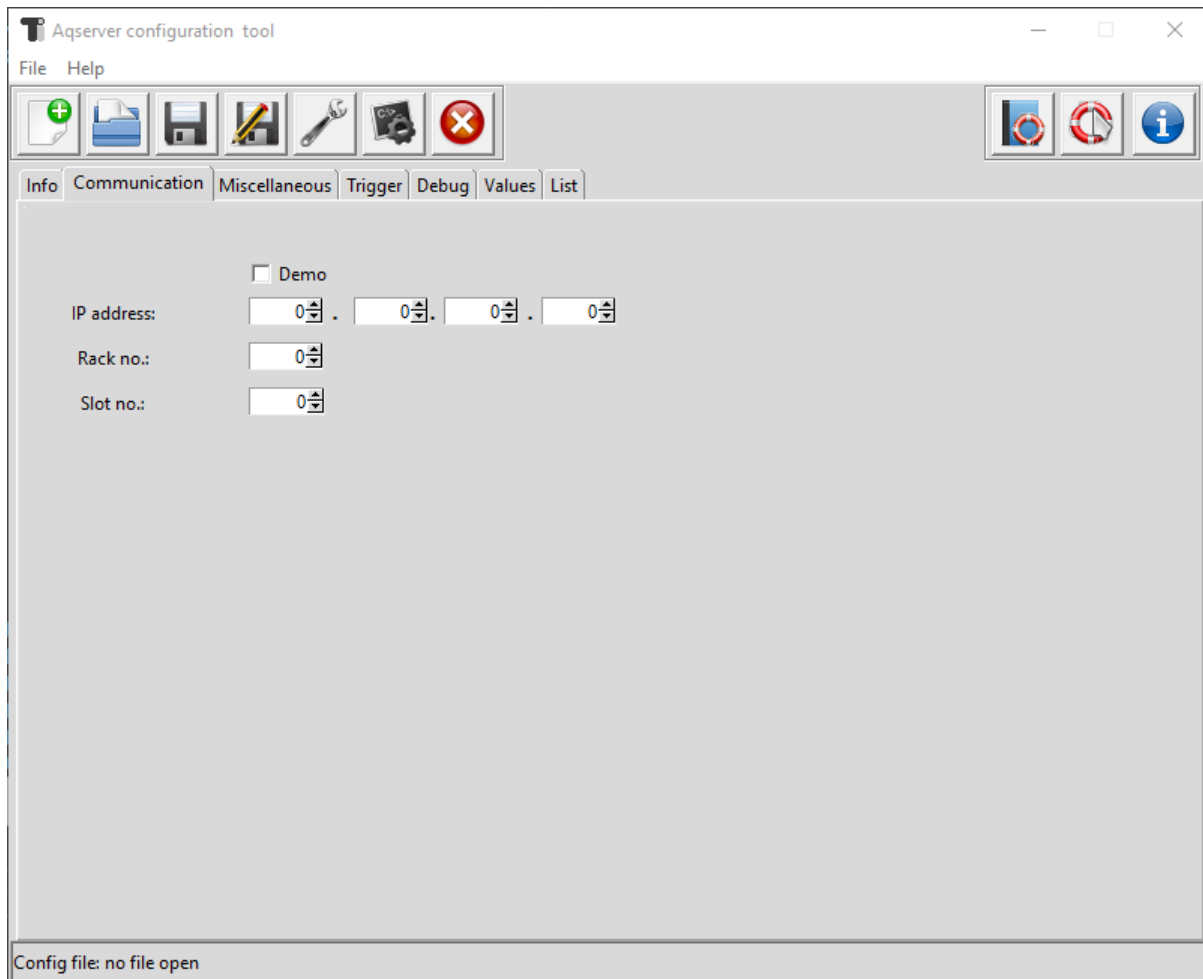 Aqserver configuration tool
File Help
Info Communication Miscellaneous Trigger Debug Values List
Demo
IP address: 0 . 0 . 0 . 0
Rack no.: 0
Slot no.: 0
Config file: no file open